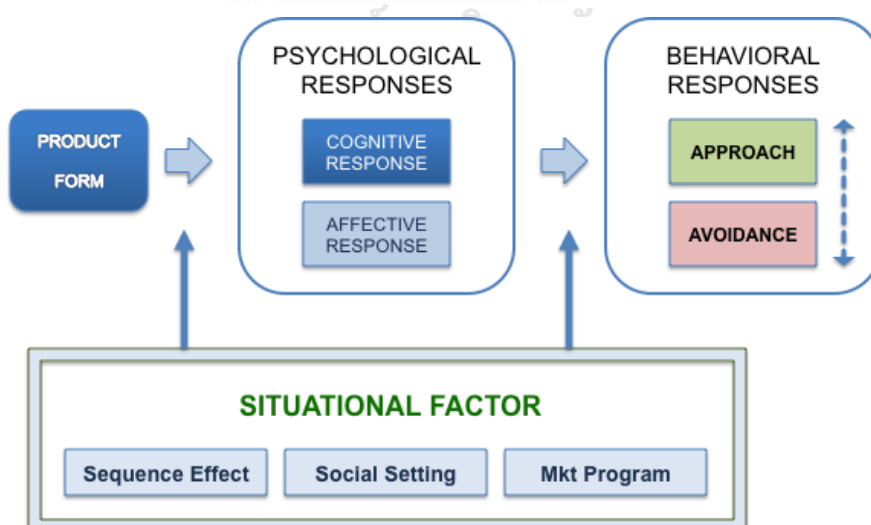 PSYCHOLOGICAL
RESPONSES
BEHAVIORAL
RESPONSES
PRODUCT
FORM
COGNITIVE
RESPONSE
AFFECTIVE
RESPONSE
APPROACH
AVOIDANCE
SITUATIONAL FACTOR
Sequence Effect
Social Setting
Mkt Program